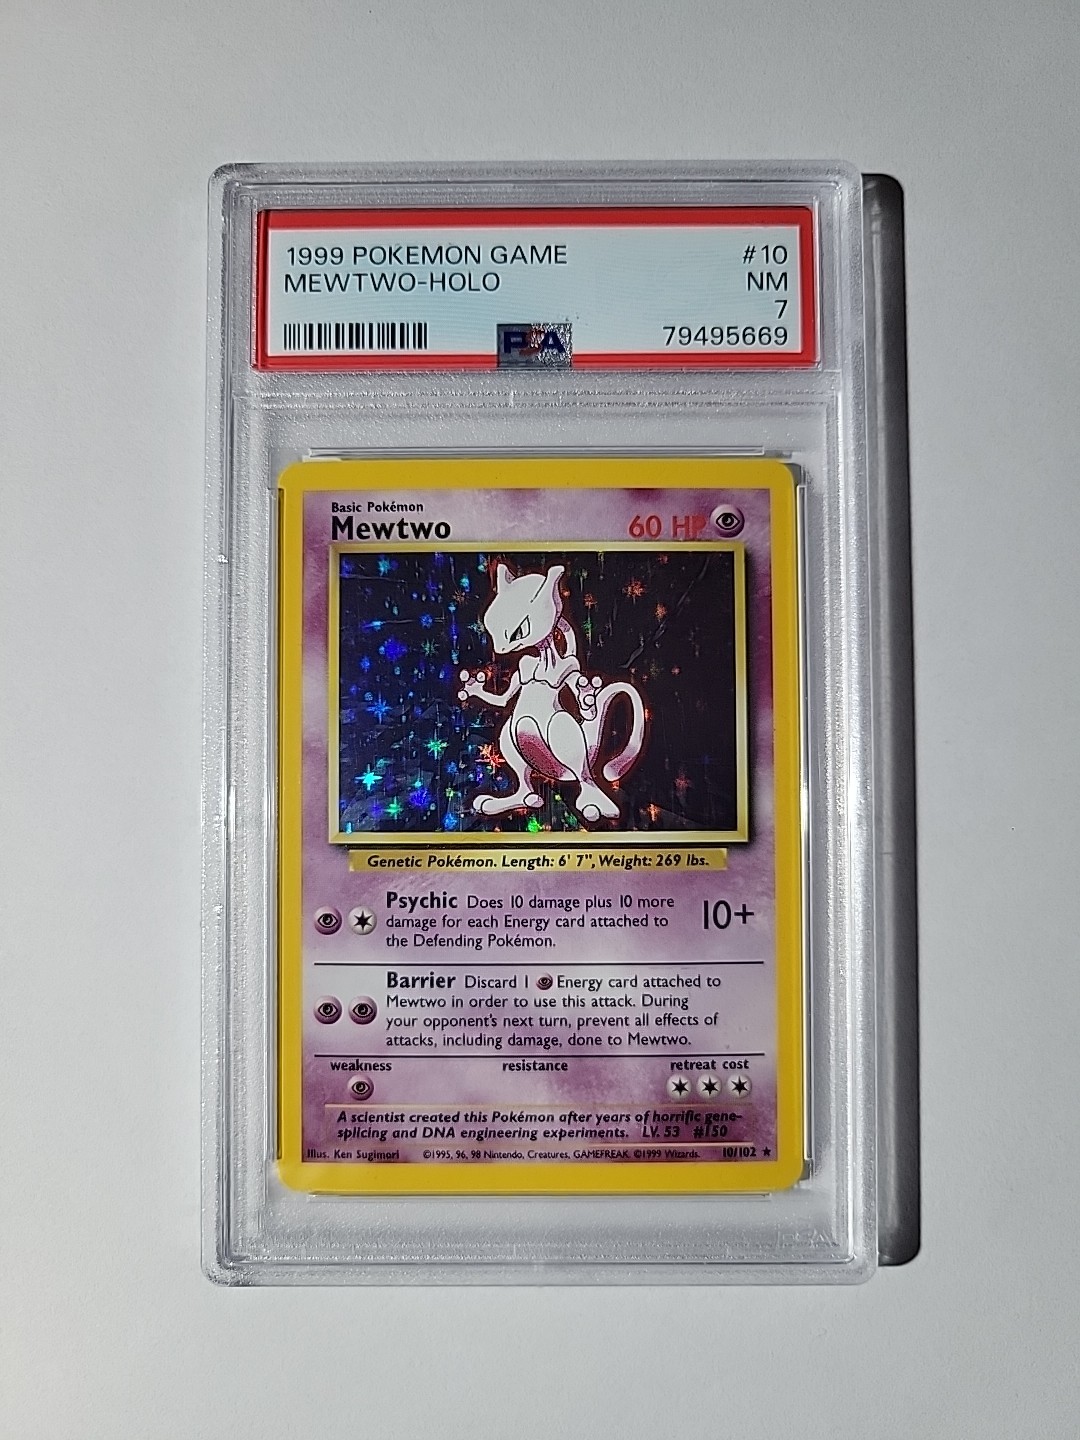 1999 POKEMON GAME #10
MEWTWO-HOLO NM
7
PSA 79495669
Basic Pokémon
Mewtwo 60 HP
Genetic Pokémon. Length: 6' 7", Weight: 269 lbs.
Psychic Does 10 damage plus 10 more
damage for each Energy card attached to
the Defending Pokémon.
10+
Barrier Discard 1 Energy card attached to
Mewtwo in order to use this attack. During
your opponent's next turn, prevent all effects of
attacks, including damage, done to Mewtwo.
weakness resistance retreat cost
A scientist created this Pokémon after years of horrific gene-
splicing and DNA engineering experiments. LV. 53 #150
Illus. Ken Sugimori ©1995, 96, 98 Nintendo, Creatures, GAMEFREAK. ©1999 Wizards. 10/102 ★
PSA